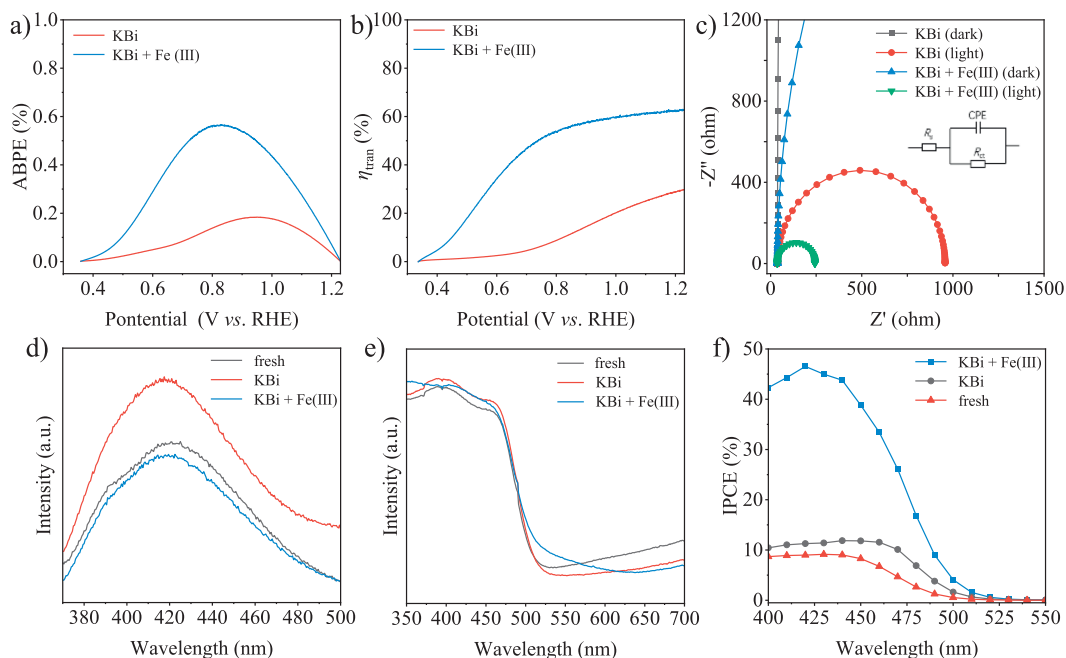 a)
KBi
KBi + Fe (III)
ABPE (%)
1.0
0.8
0.6
0.4
0.2
0.0
0.4 0.6 0.8 1.0 1.2
Pontential (V vs. RHE)
b)
KBi
KBi + Fe(III)
ηtran (%)
100
80
60
40
20
0
0.4 0.6 0.8 1.0 1.2
Potential (V vs. RHE)
c)
KBi (dark)
KBi (light)
KBi + Fe(III) (dark)
KBi + Fe(III) (light)
CPE
Rs
Rct
-Z'' (ohm)
1200
800
400
0
0 500 1000 1500
Z' (ohm)
d)
fresh
KBi
KBi + Fe(III)
Intensity (a.u.)
380 400 420 440 460 480 500
Wavelength (nm)
e)
fresh
KBi
KBi + Fe(III)
Intensity (a.u.)
350 400 450 500 550 600 650 700
Wavelength (nm)
f)
KBi + Fe(III)
KBi
fresh
IPCE (%)
50
40
30
20
10
0
400 425 450 475 500 525 550
Wavelength (nm)